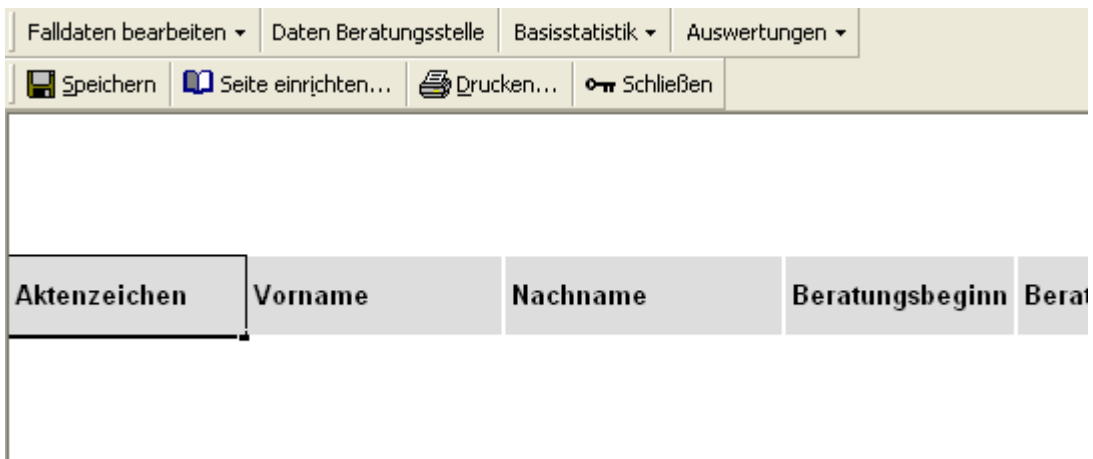 Falldaten bearbeiten Daten Beratungsstelle Basisstatistik Auswertungen
Speichern Seite einrichten... Drucken... Schließen
Aktenzeichen Vorname Nachname Beratungsbeginn